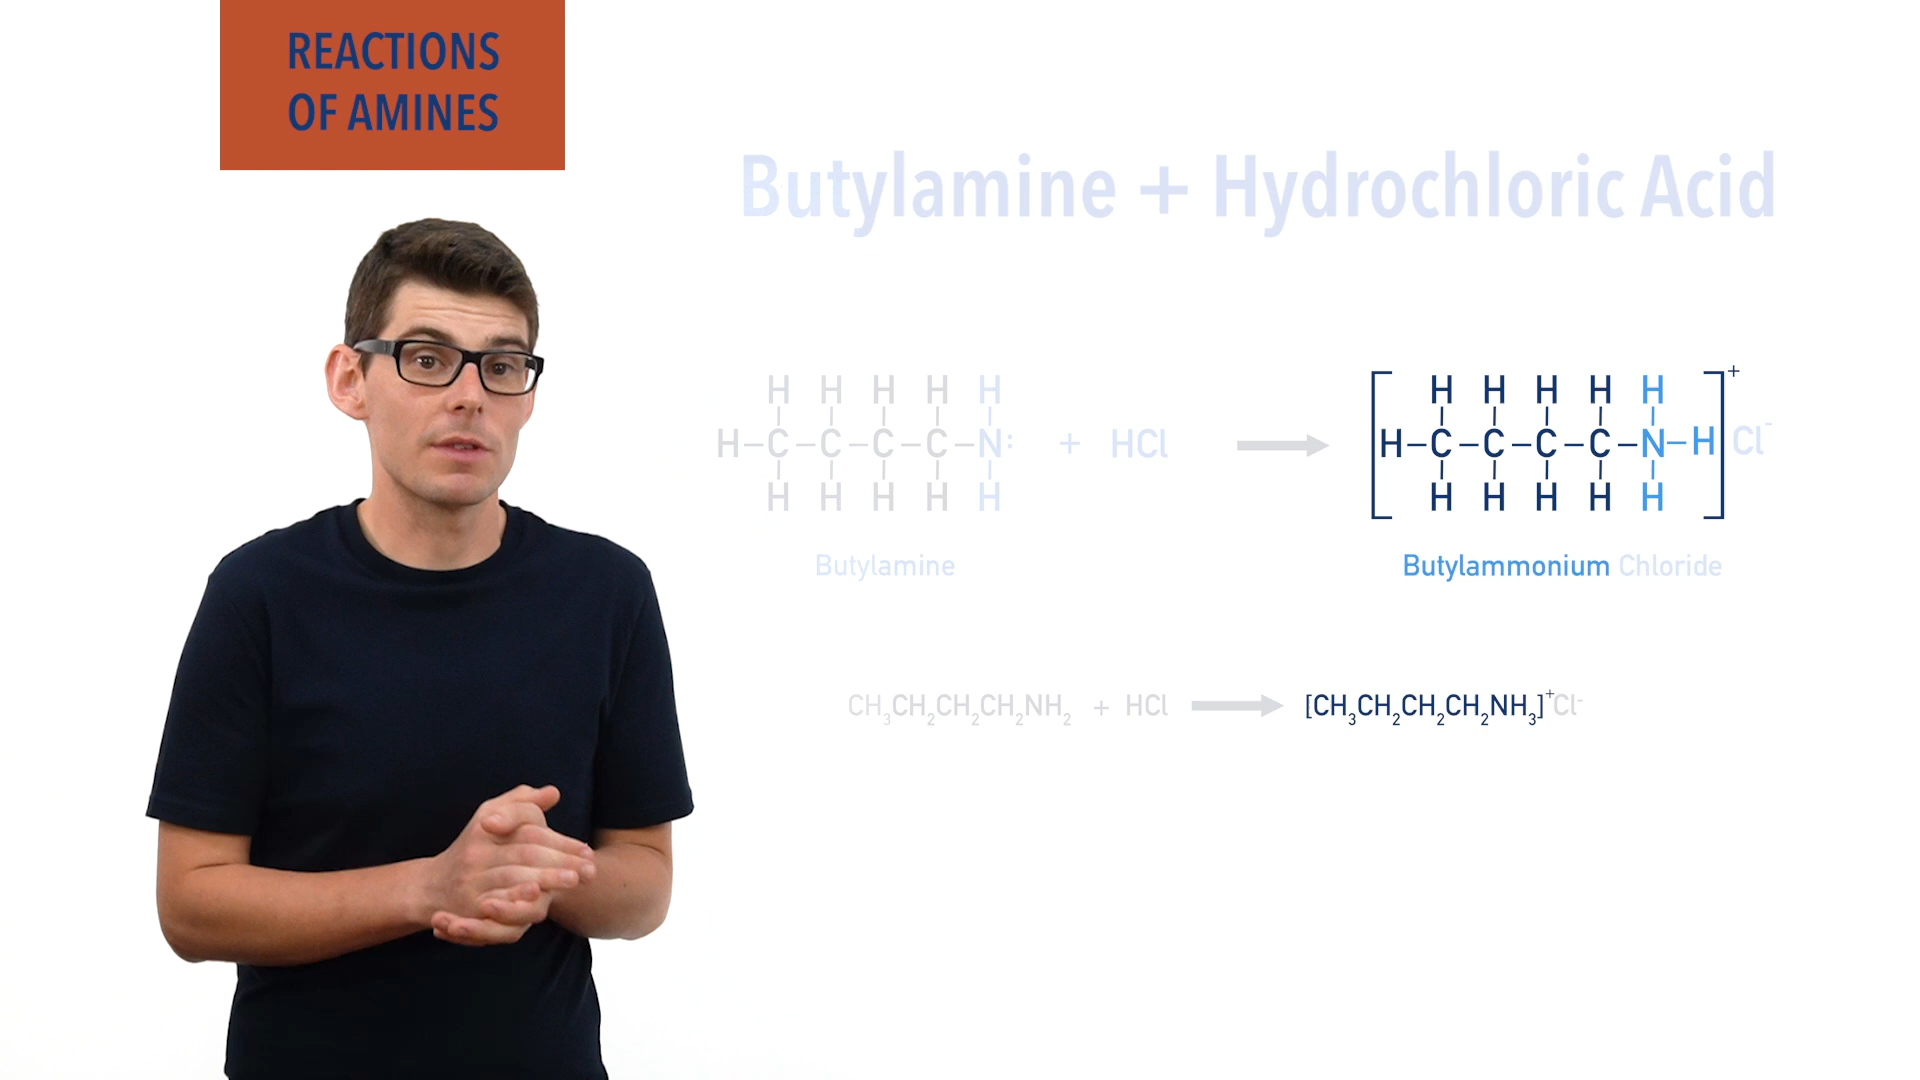 REACTIONS
OF AMINES
Butylamine + Hydrochloric Acid
H H H H H
H–C–C–C–C–N: + HCl ⟶ [H–C–C–C–C–N–H]⁺ Cl⁻
H H H H H
H H H H H
H H H H H
Butylamine
Butylammonium Chloride
CH₃CH₂CH₂CH₂NH₂ + HCl ⟶ [CH₃CH₂CH₂CH₂NH₃]⁺Cl⁻